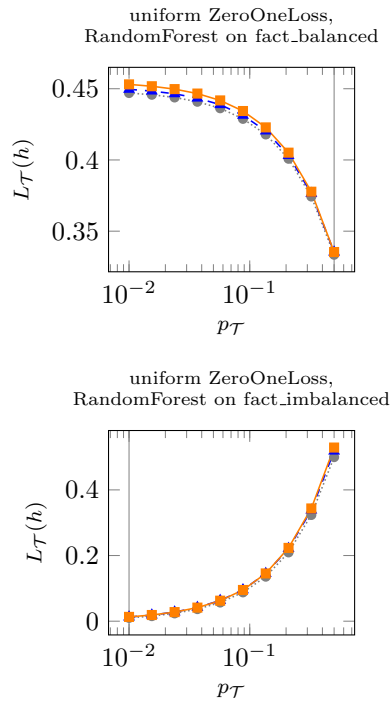 uniform ZeroOneLoss,
RandomForest on fact_balanced
0.45
0.4
0.35
L_𝒯(h)
10^−2
10^−1
p_𝒯
uniform ZeroOneLoss,
RandomForest on fact_imbalanced
0.4
0.2
0
L_𝒯(h)
10^−2
10^−1
p_𝒯